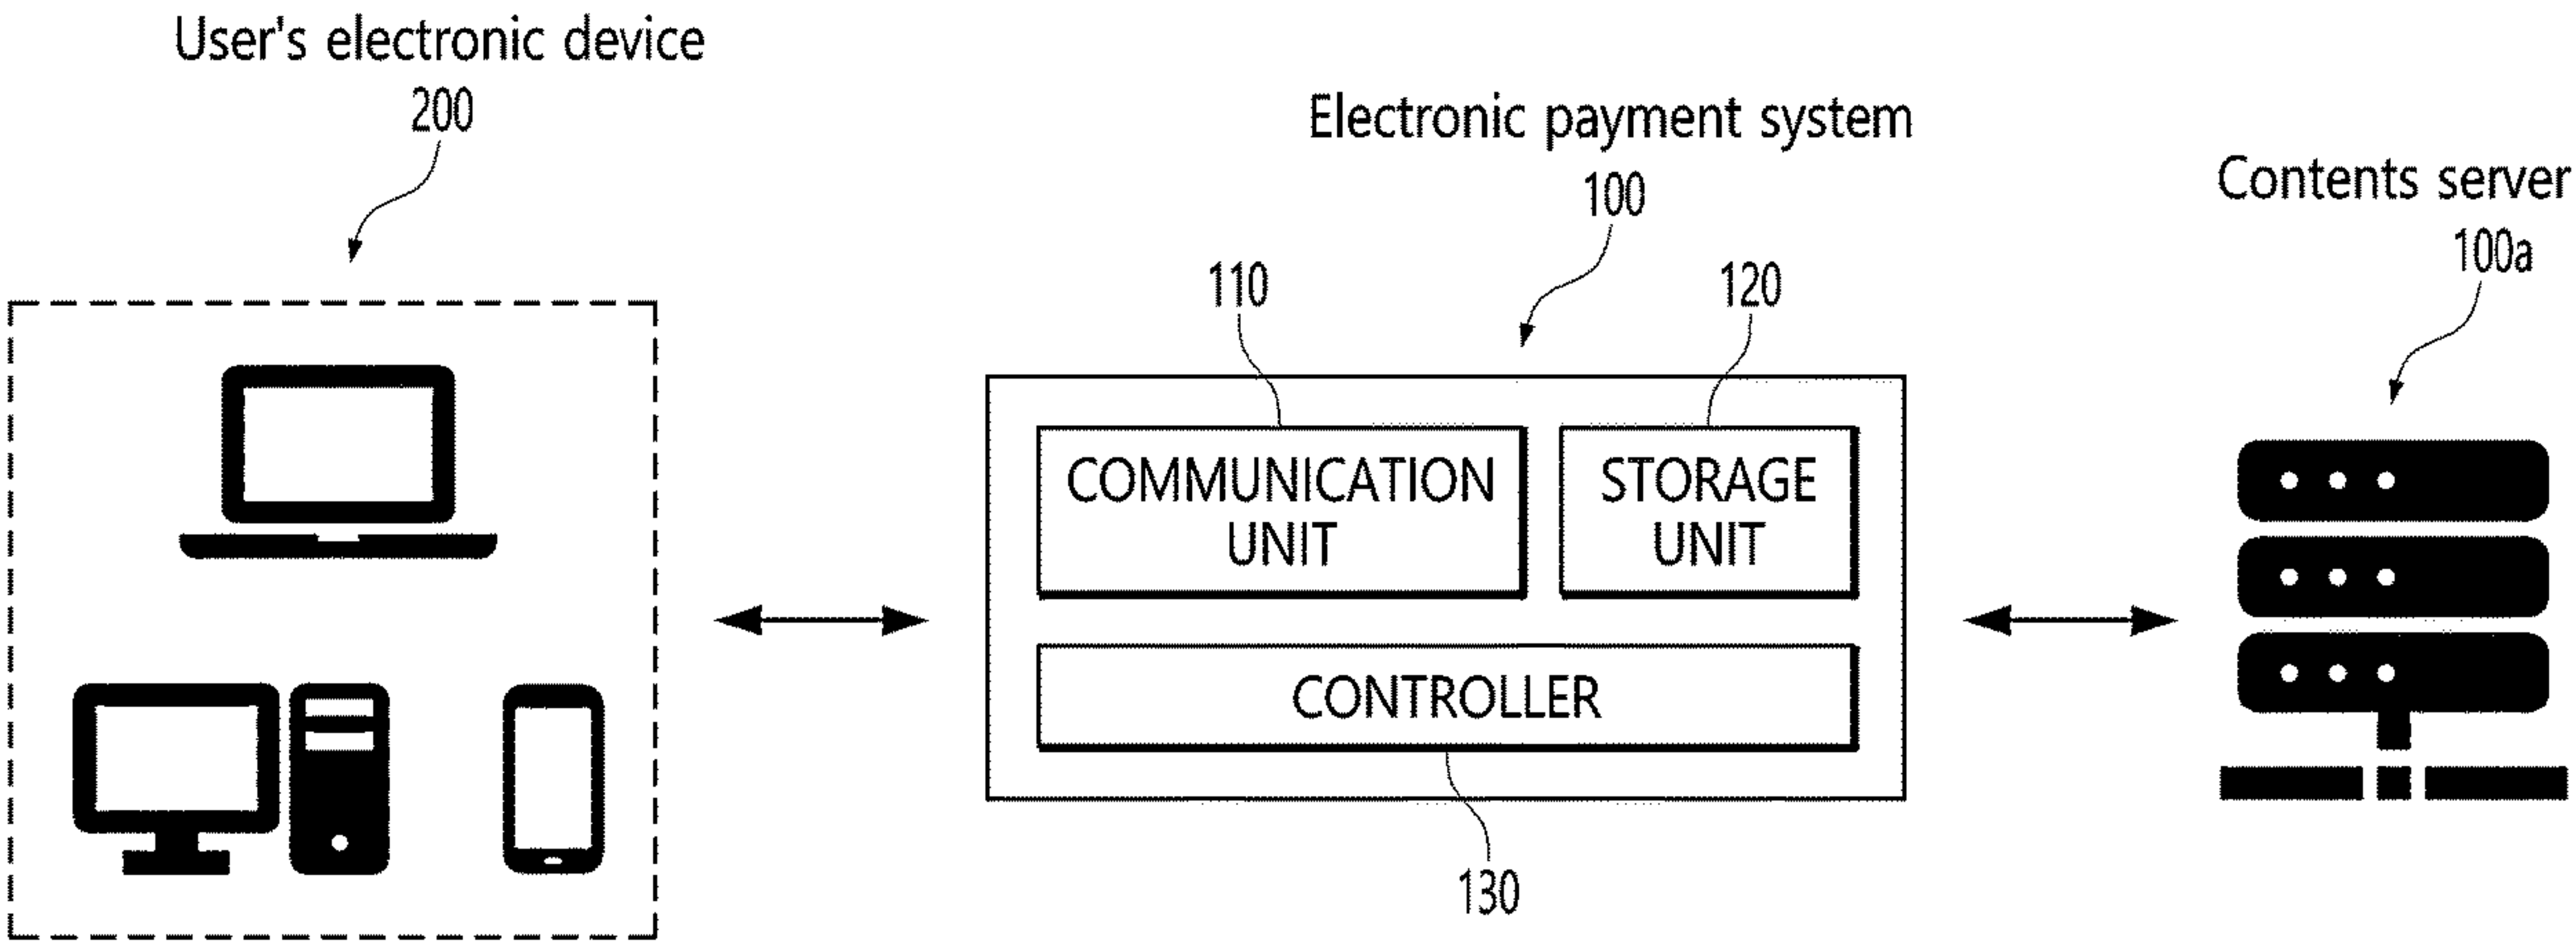 User's electronic device
200
Electronic payment system
100
Contents server
100a
110
120
COMMUNICATION
UNIT
STORAGE
UNIT
CONTROLLER
130